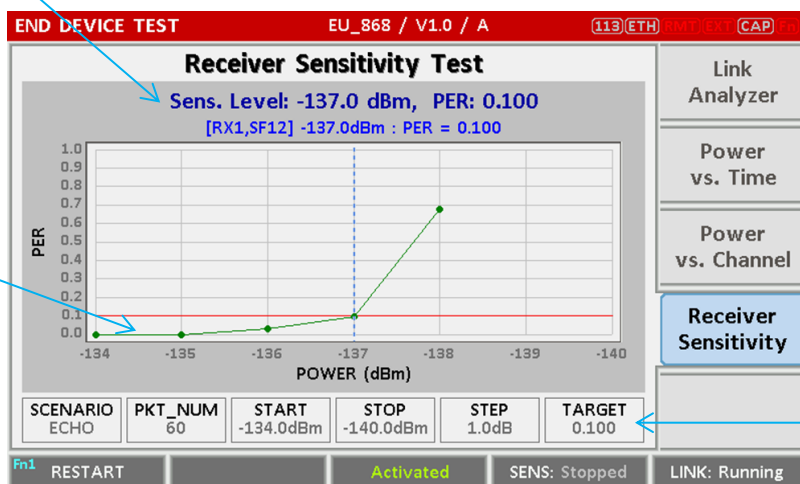 END DEVICE TEST EU_868 / V1.0 / A 113 ETH RMT EXT CAP Fn
Receiver Sensitivity Test
Sens. Level: -137.0 dBm, PER: 0.100
[RX1,SF12] -137.0dBm : PER = 0.100
1.0
0.9
0.8
0.7
0.6
0.5
0.4
0.3
0.2
0.1
0.0
PER
-134 -135 -136 -137 -138 -139 -140
POWER (dBm)
SCENARIO PKT_NUM START STOP STEP TARGET
ECHO 60 -134.0dBm -140.0dBm 1.0dB 0.100
Link
Analyzer
Power
vs. Time
Power
vs. Channel
Receiver
Sensitivity
Fn1 RESTART Activated SENS: Stopped LINK: Running